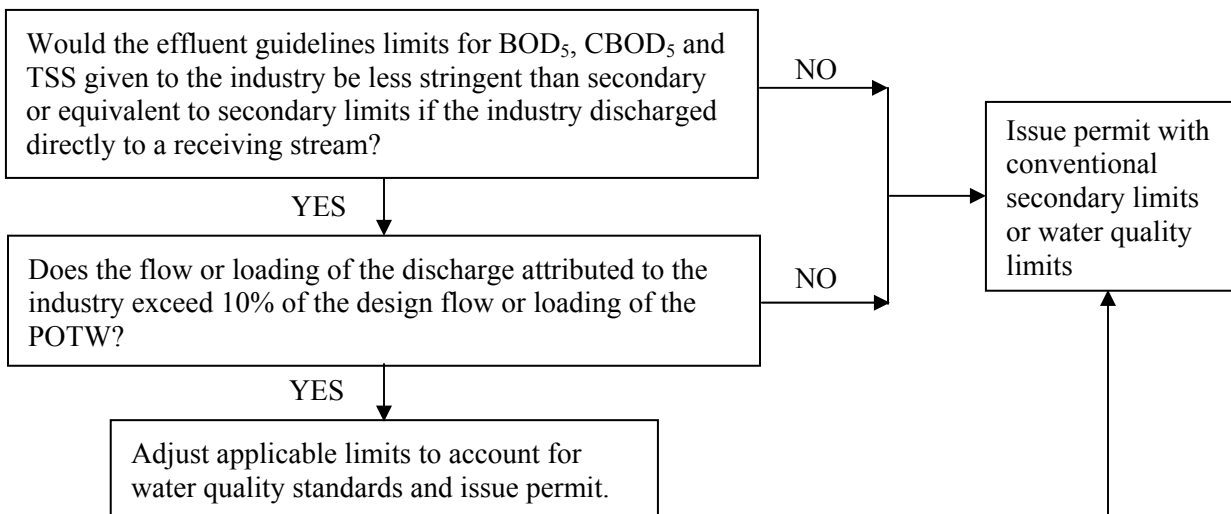 Would the effluent guidelines limits for BOD₅, CBOD₅ and
TSS given to the industry be less stringent than secondary
or equivalent to secondary limits if the industry discharged
directly to a receiving stream?
NO
Issue permit with
conventional
secondary limits
or water quality
limits
YES
Does the flow or loading of the discharge attributed to the
industry exceed 10% of the design flow or loading of the
POTW?
NO
YES
Adjust applicable limits to account for
water quality standards and issue permit.